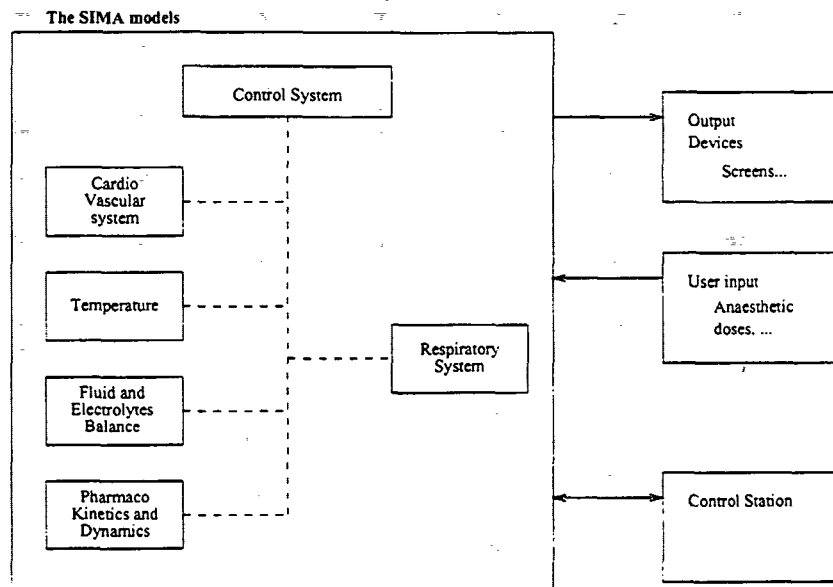 The SIMA models
Control System
Cardio
Vascular
system
Temperature
Fluid and
Electrolytes
Balance
Pharmaco
Kinetics and
Dynamics
Respiratory
System
Output
Devices
Screens...
User input
Anaesthetic
doses. ...
Control Station